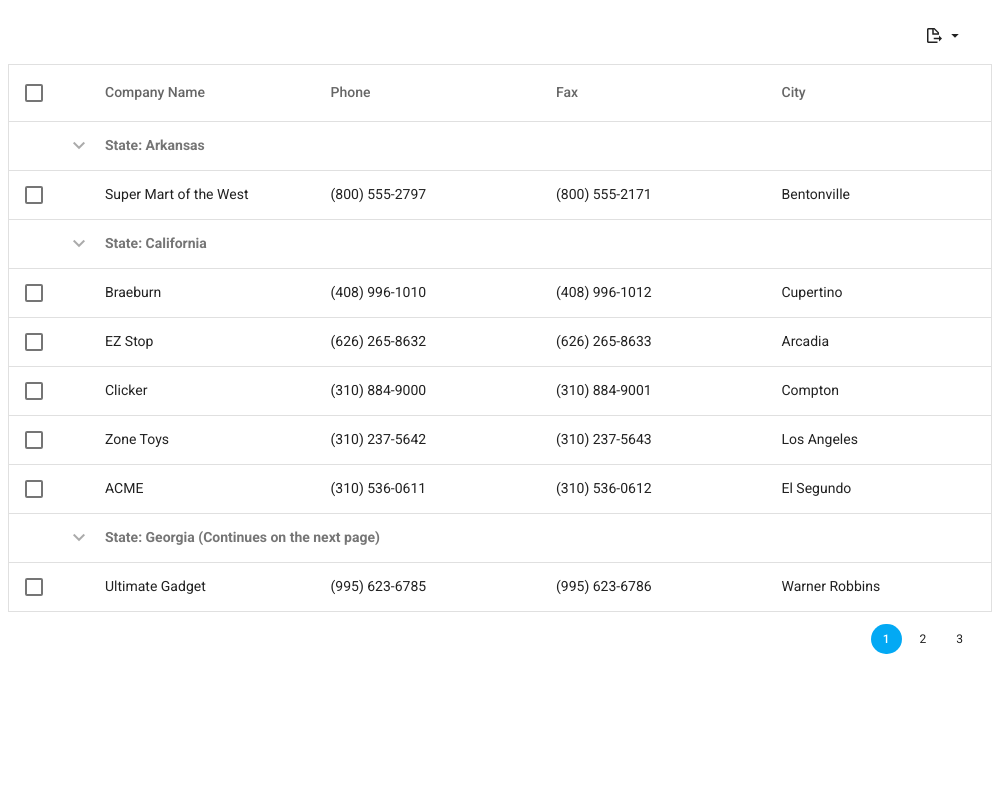 Company Name Phone Fax City
State: Arkansas
Super Mart of the West (800) 555-2797 (800) 555-2171 Bentonville
State: California
Braeburn (408) 996-1010 (408) 996-1012 Cupertino
EZ Stop (626) 265-8632 (626) 265-8633 Arcadia
Clicker (310) 884-9000 (310) 884-9001 Compton
Zone Toys (310) 237-5642 (310) 237-5643 Los Angeles
ACME (310) 536-0611 (310) 536-0612 El Segundo
State: Georgia (Continues on the next page)
Ultimate Gadget (995) 623-6785 (995) 623-6786 Warner Robbins
1 2 3